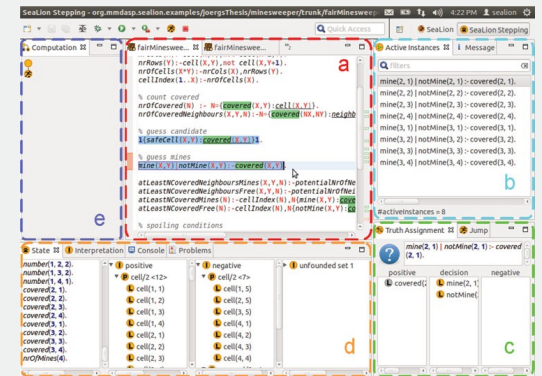 SeaLion Stepping - org.mmdasp.sealion.examples/joergsThesis/minesweeper/trunk/fairMineswee
4:22 PM sealion
Quick Access
SeaLion
SeaLion Stepping
Computation
fairMineswee...
fairMineswee...
Active Instances
Message
nrRows(Y):-cell(X,Y),not cell(X,Y+1).
nrOfCells(X*Y):-nrCols(X),nrRows(Y).
cellIndex(1..X):-nrOfCells(X).
% count covered
nrOfCovered(N) :- N={covered(X,Y):cell(X,Y)}.
nrOfCoveredNeighbours(X,Y,N):-N={covered(NX,NY):neighb
% guess candidate
1{safeCell(X,Y):covered(X,Y)}1.
% guess mines
mine(X,Y)|notMine(X,Y):-covered(X,Y).
atLeastNCoveredNeighboursMines(X,Y,N):-potentialNrOfNe
atLeastNCoveredNeighboursFree(X,Y,N):-potentialNrOfNei
atLeastNCoveredMines(N):-cellIndex(N),N{mine(X,Y):cove
atLeastNCoveredFree(N):-cellIndex(N),N{notMine(X,Y):co
% spoiling conditions
a
filters
mine(2, 1) | notMine(2, 1) :- covered(2, 1).
mine(2, 2) | notMine(2, 2) :- covered(2, 2).
mine(2, 3) | notMine(2, 3) :- covered(2, 3).
mine(2, 4) | notMine(2, 4) :- covered(2, 4).
mine(3, 1) | notMine(3, 1) :- covered(3, 1).
mine(3, 2) | notMine(3, 2) :- covered(3, 2).
mine(3, 3) | notMine(3, 3) :- covered(3, 3).
mine(3, 4) | notMine(3, 4) :- covered(3, 4).
b
#activeInstances = 8
e
State
Interpretation
Console
Problems
number(1, 2, 2).
number(1, 3, 2).
number(1, 4, 1).
covered(2, 1).
covered(2, 2).
covered(2, 3).
covered(2, 4).
covered(3, 1).
covered(3, 2).
covered(3, 3).
covered(3, 4).
nrOfMines(4).
positive
cell/2 <12>
cell(1, 1)
cell(1, 2)
cell(1, 3)
cell(1, 4)
cell(2, 1)
cell(2, 2)
cell(2, 3)
negative
cell/2 <7>
cell(1, 5)
cell(2, 5)
cell(3, 5)
cell(4, 1)
cell(4, 2)
cell(4, 3)
cell(4, 4)
unfounded set 1
d
Truth Assignment
Jump
mine(2, 1) | notMine(2, 1) :- covered
(2, 1).
positive
decision
negative
covered(2
mine(2, 1)
notMine(
c